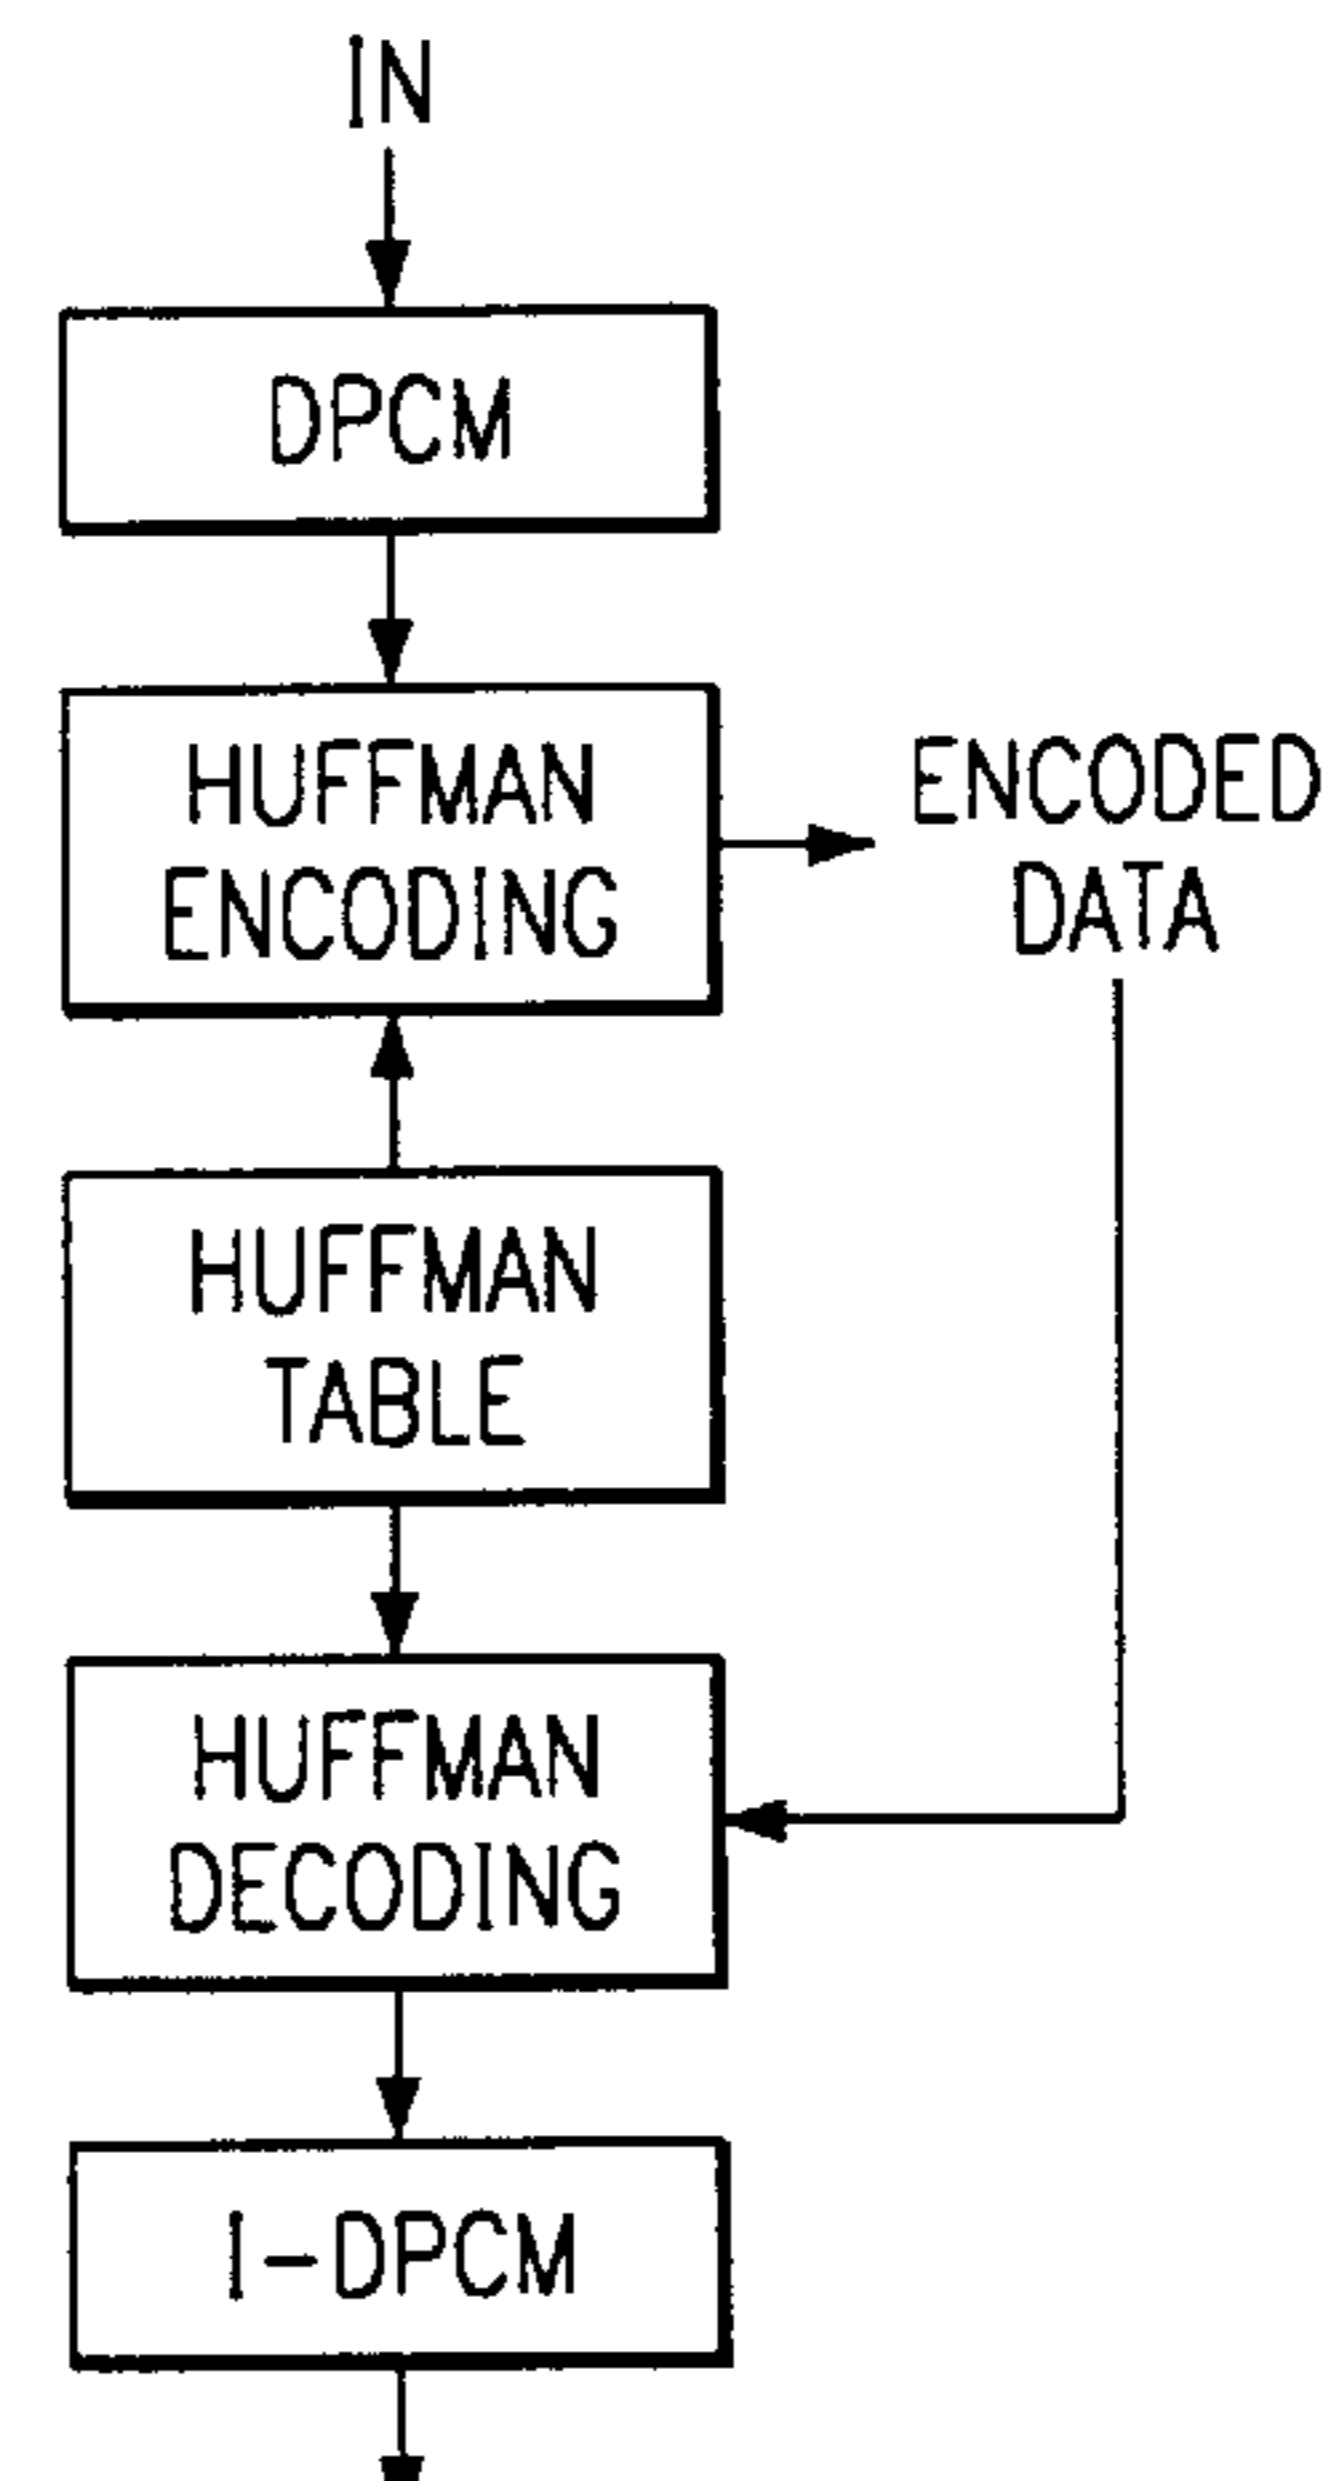 IN
DPCM
HUFFMAN
ENCODING
ENCODED
DATA
HUFFMAN
TABLE
HUFFMAN
DECODING
I-DPCM